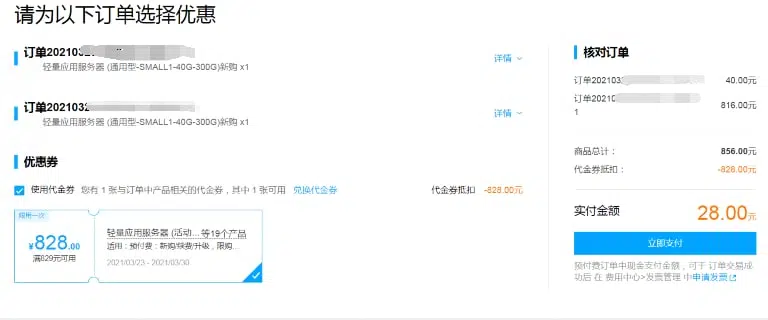 请为以下订单选择优惠
订单2021032
轻量应用服务器 (通用型-SMALL1-40G-300G)新购 x1
详情
订单2021032
轻量应用服务器 (通用型-SMALL1-40G-300G)新购 x1
详情
优惠券
使用代金券 您有 1 张与订单中产品相关的代金券，其中 1 张可用 兑换代金券
代金券抵扣 -828.00元
限用一次
¥828.00
满829元可用
轻量应用服务器 (活动... 等19个产品
适用：预付费：新购/续费/升级，限购...
2021/03/23 - 2021/03/30
核对订单
订单202103
40.00元
订单20210
1
816.00元
商品总计：
856.00元
代金券抵扣：
-828.00元
实付金额
28.00元
立即支付
预付费订单中现金支付金额，可于 订单交易成
功后 在 费用中心>发票管理 中申请发票